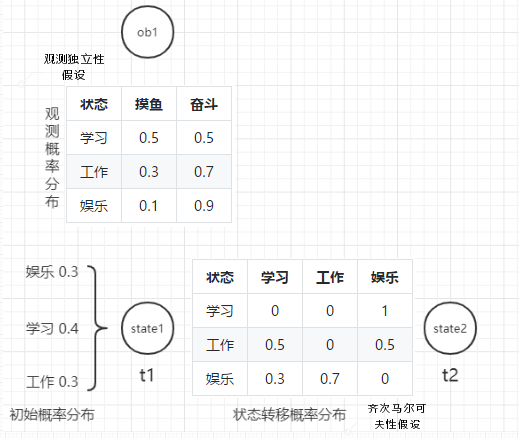 ob1
观测独立性
假设
观测概率分布
状态 摸鱼 奋斗
学习 0.5 0.5
工作 0.3 0.7
娱乐 0.1 0.9
娱乐 0.3
学习 0.4
工作 0.3
初始概率分布
state1
t1
状态 学习 工作 娱乐
学习 0 0 1
工作 0.5 0 0.5
娱乐 0.3 0.7 0
状态转移概率分布
齐次马尔可
夫性假设
state2
t2